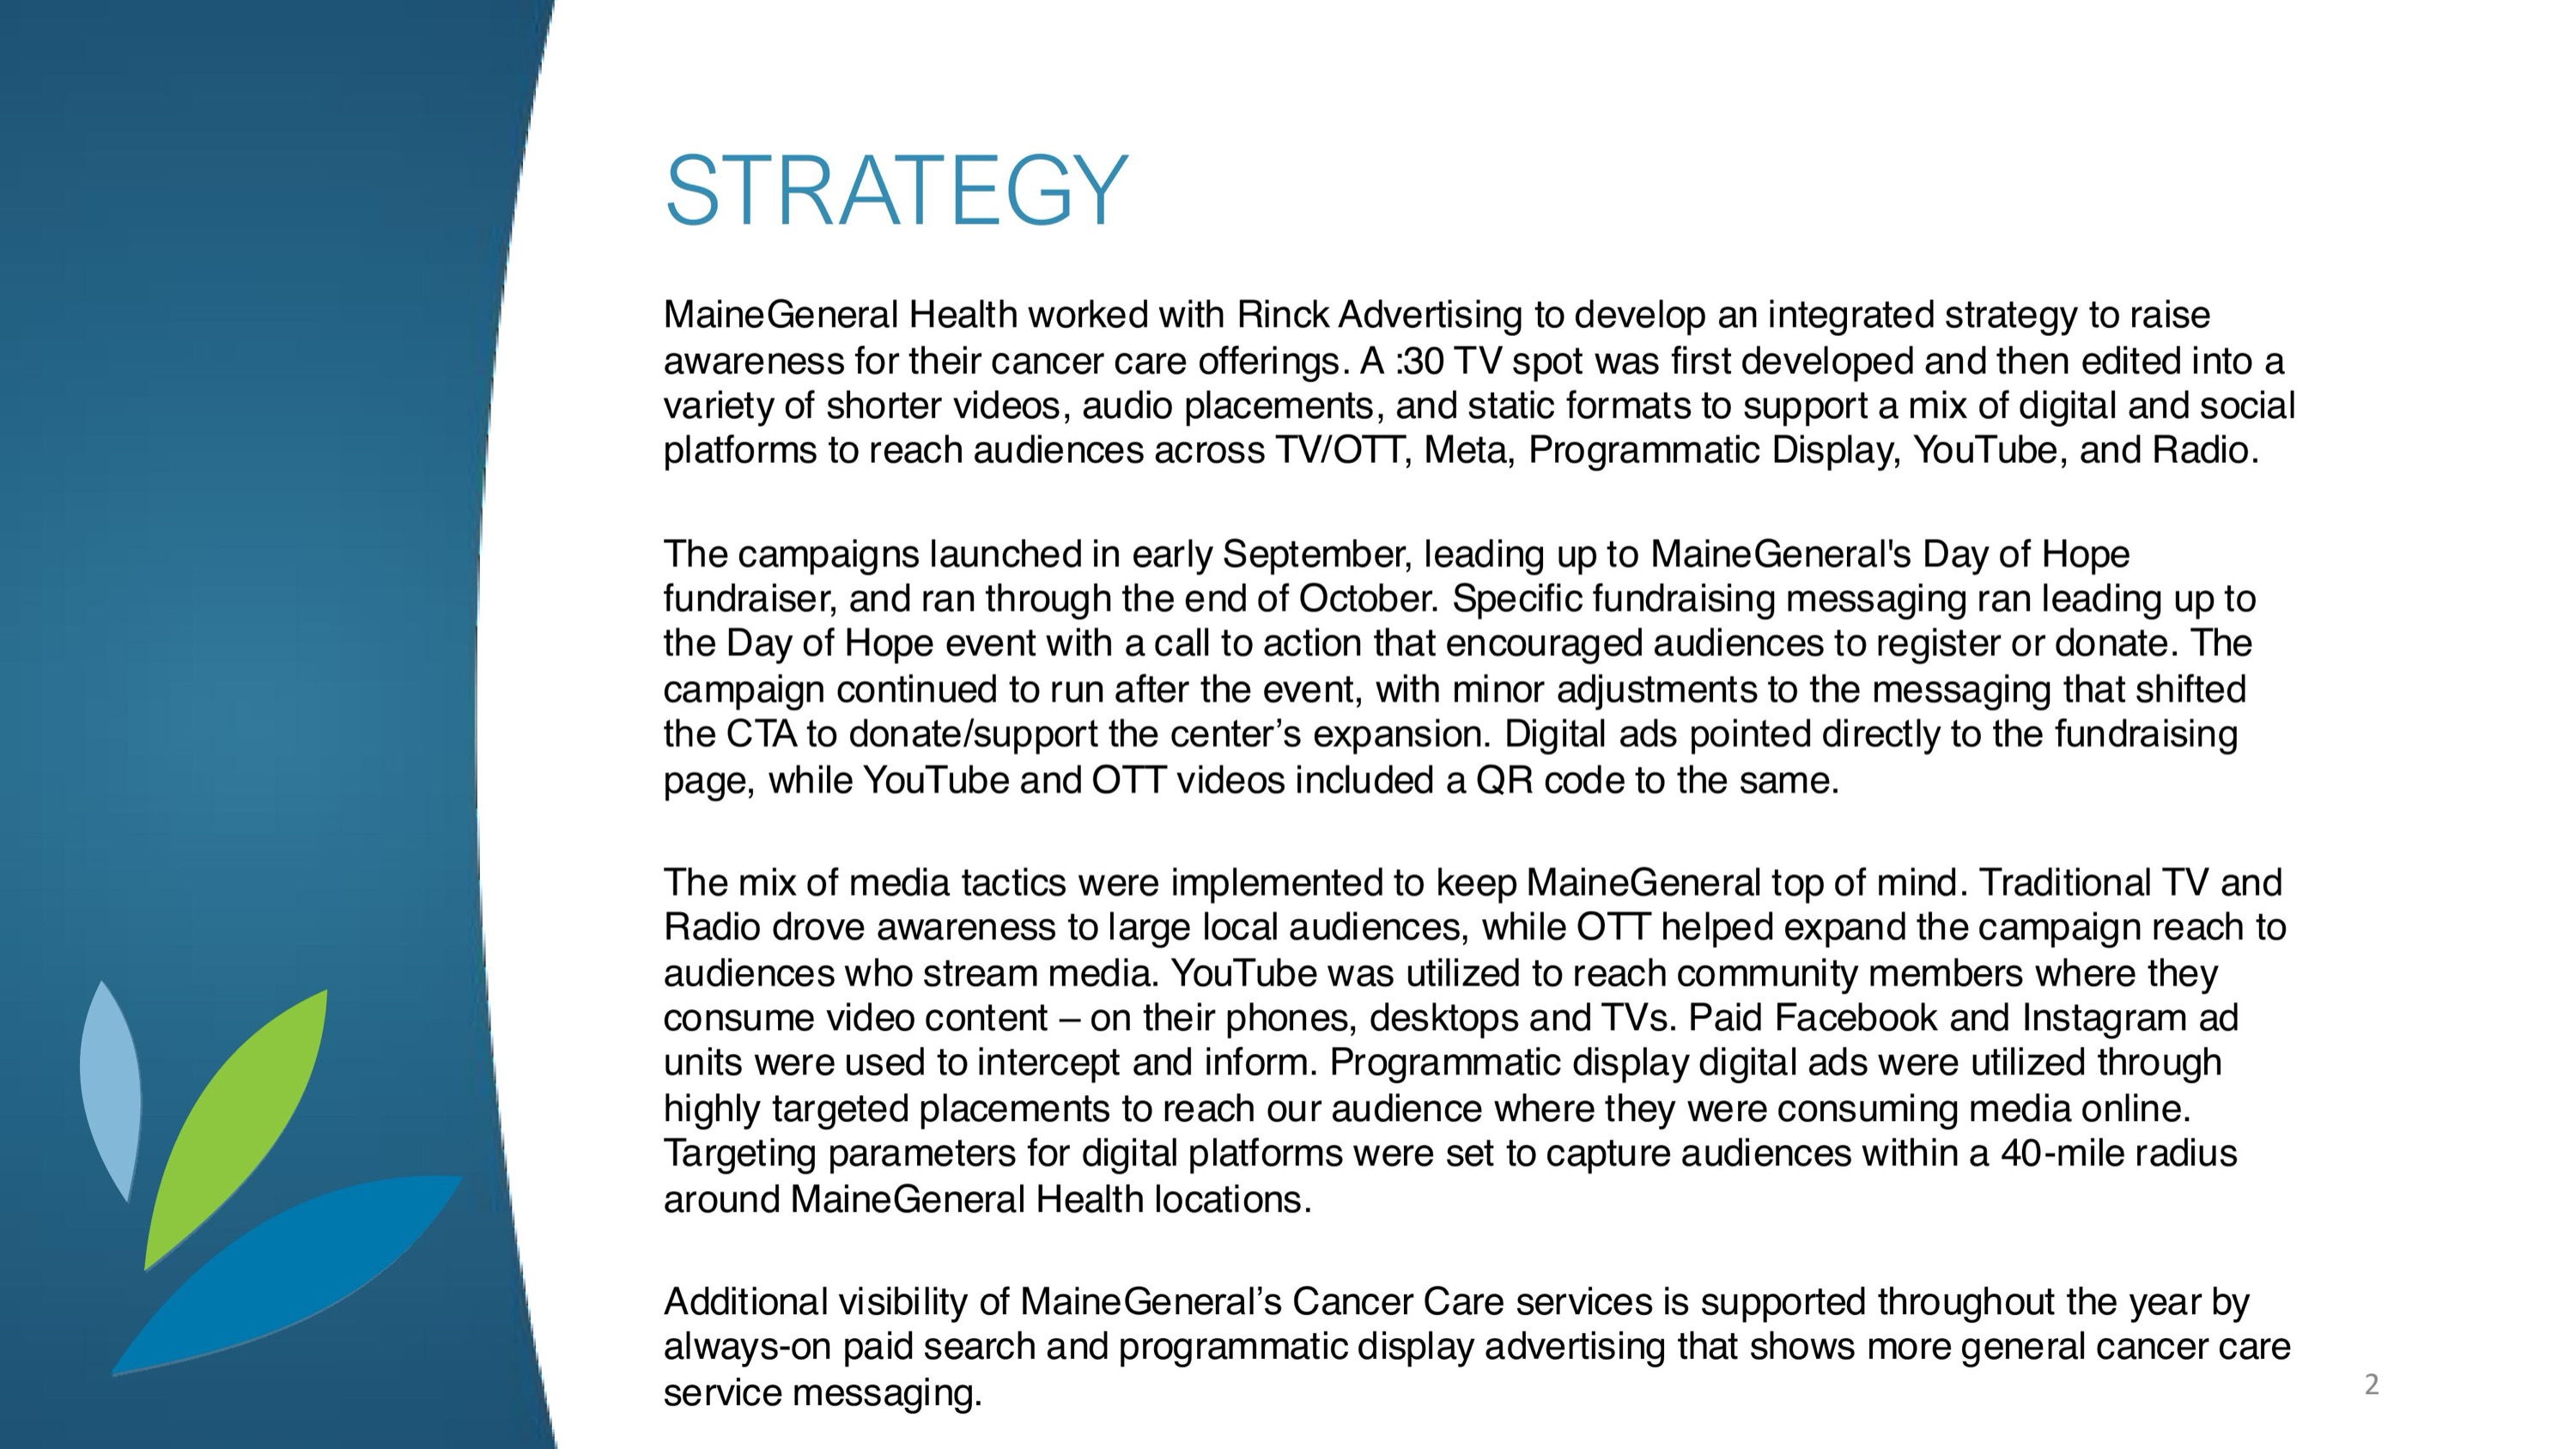 STRATEGY
MaineGeneral Health worked with Rinck Advertising to develop an integrated strategy to raise
awareness for their cancer care offerings. A :30 TV spot was first developed and then edited into a
variety of shorter videos, audio placements, and static formats to support a mix of digital and social
platforms to reach audiences across TV/OTT, Meta, Programmatic Display, YouTube, and Radio.
The campaigns launched in early September, leading up to MaineGeneral's Day of Hope
fundraiser, and ran through the end of October. Specific fundraising messaging ran leading up to
the Day of Hope event with a call to action that encouraged audiences to register or donate. The
campaign continued to run after the event, with minor adjustments to the messaging that shifted
the CTA to donate/support the center’s expansion. Digital ads pointed directly to the fundraising
page, while YouTube and OTT videos included a QR code to the same.
The mix of media tactics were implemented to keep MaineGeneral top of mind. Traditional TV and
Radio drove awareness to large local audiences, while OTT helped expand the campaign reach to
audiences who stream media. YouTube was utilized to reach community members where they
consume video content – on their phones, desktops and TVs. Paid Facebook and Instagram ad
units were used to intercept and inform. Programmatic display digital ads were utilized through
highly targeted placements to reach our audience where they were consuming media online.
Targeting parameters for digital platforms were set to capture audiences within a 40-mile radius
around MaineGeneral Health locations.
Additional visibility of MaineGeneral’s Cancer Care services is supported throughout the year by
always-on paid search and programmatic display advertising that shows more general cancer care
service messaging.
2